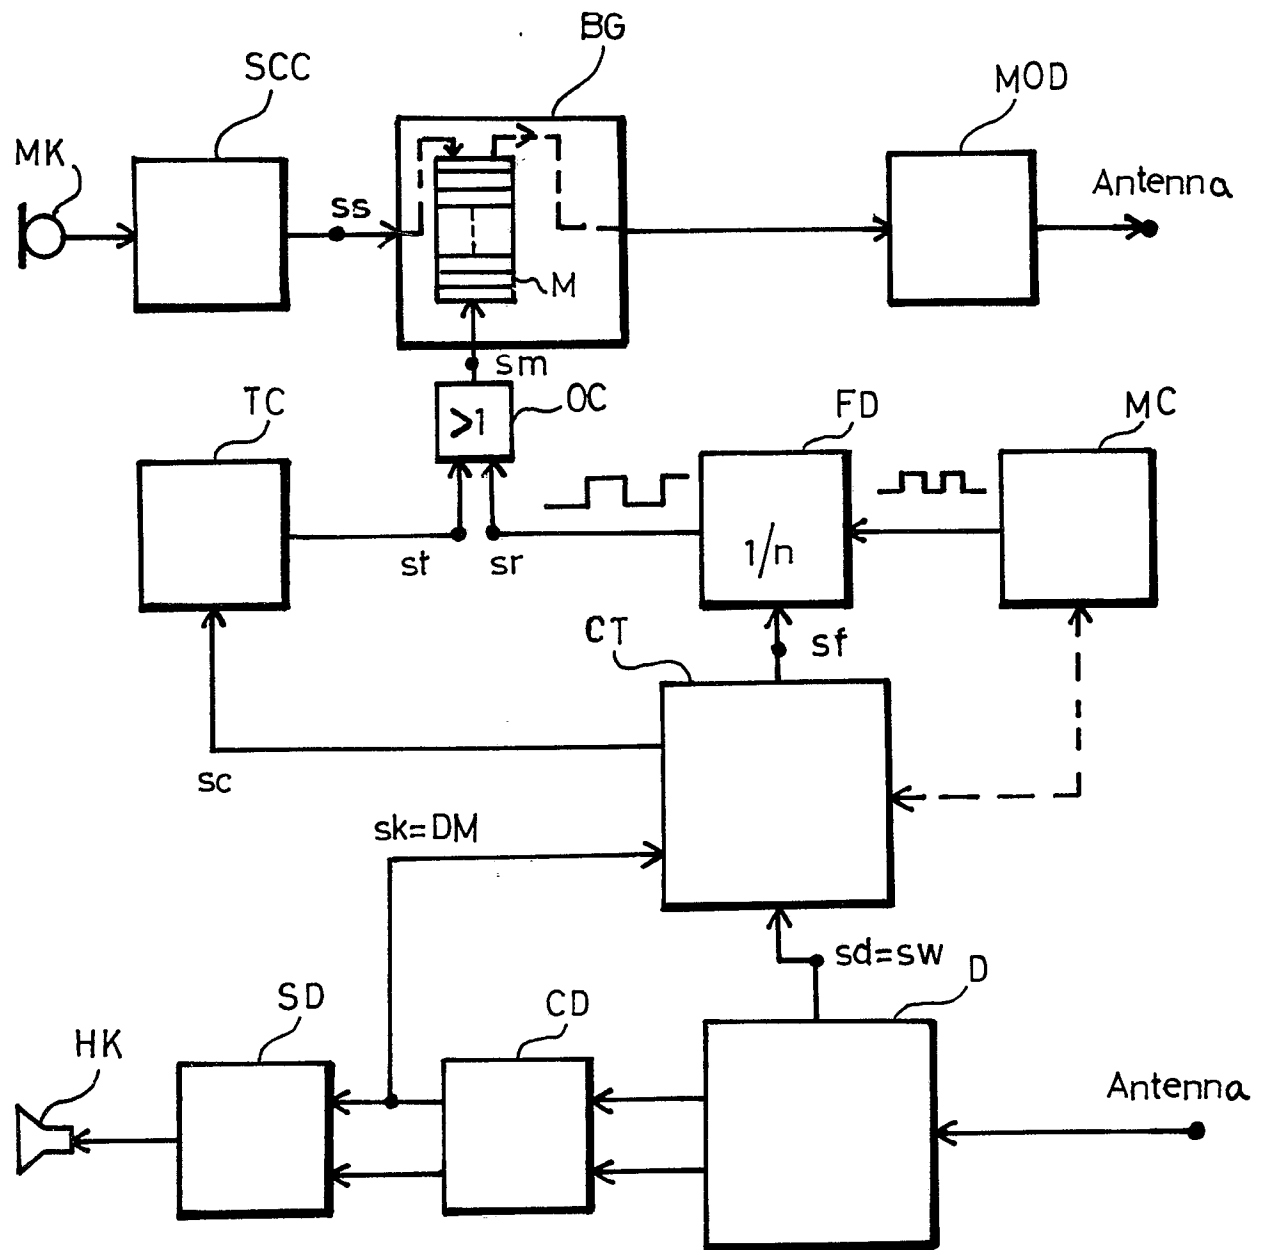 BG
SCC
MOD
MK
Antenna
ss
M
sm
TC
OC
FD
MC
>1
st
sr
1/n
CT
sf
sc
sk=DM
sd=sw
D
SD
CD
HK
Antenna